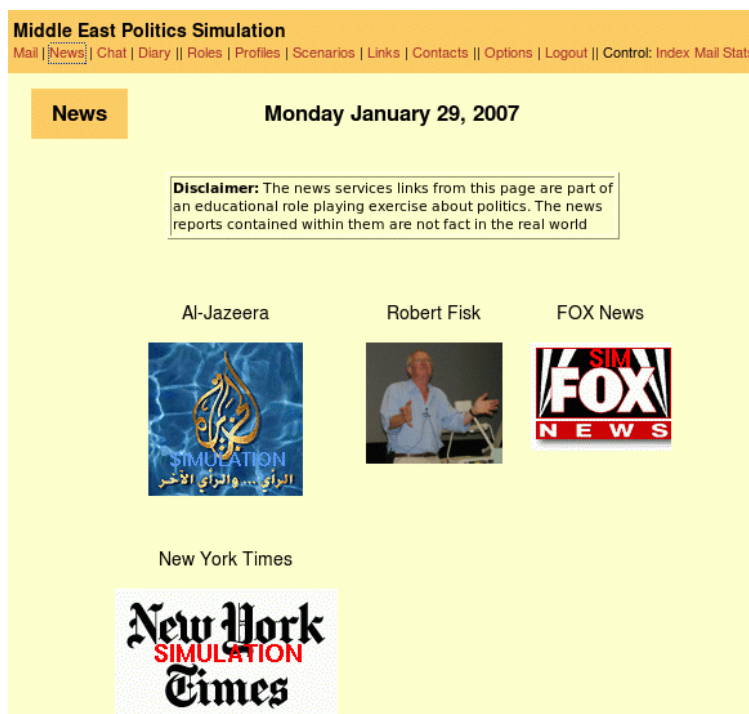 Middle East Politics Simulation
Mail | News | Chat | Diary || Roles | Profiles | Scenarios | Links | Contacts || Options | Logout || Control: Index Mail Stats
News
Monday January 29, 2007
Disclaimer: The news services links from this page are part of
an educational role playing exercise about politics. The news
reports contained within them are not fact in the real world
Al-Jazeera
Robert Fisk
FOX News
الجزيرة
SIMULATION
الرأي ... والرأي الآخر
SIM
FOX
NEWS
New York Times
New York
SIMULATION
Times